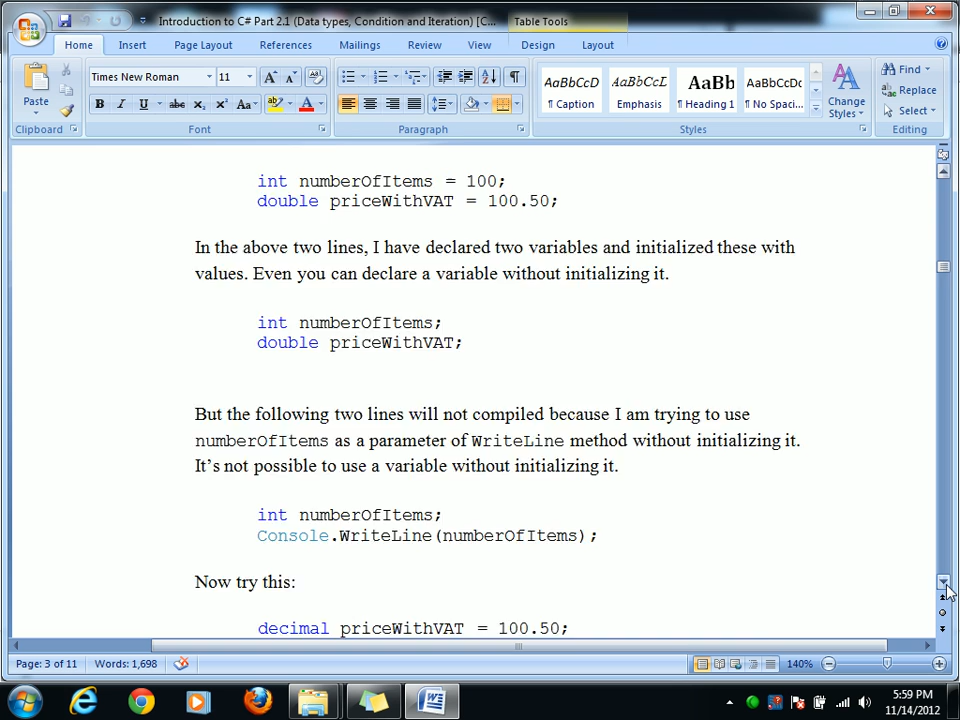 Introduction to C# Part 2.1 (Data types, Condition and Iteration) [C... Table Tools
Home Insert Page Layout References Mailings Review View Design Layout
Paste
Clipboard
Times New Roman 11
B I U abc x₂ x² Aa A
Font
Paragraph
AaBbCcD AaBbCcL AaBb AaBbCcDc
¶ Caption Emphasis ¶ Heading 1 ¶ No Spaci...
Change Styles
Styles
Find
Replace
Select
Editing
int numberOfItems = 100;
double priceWithVAT = 100.50;
In the above two lines, I have declared two variables and initialized these with
values. Even you can declare a variable without initializing it.
int numberOfItems;
double priceWithVAT;
But the following two lines will not compiled because I am trying to use
numberOfItems as a parameter of WriteLine method without initializing it.
It's not possible to use a variable without initializing it.
int numberOfItems;
Console.WriteLine(numberOfItems);
Now try this:
decimal priceWithVAT = 100.50;
Page: 3 of 11 Words: 1,698 140%
5:59 PM
11/14/2012